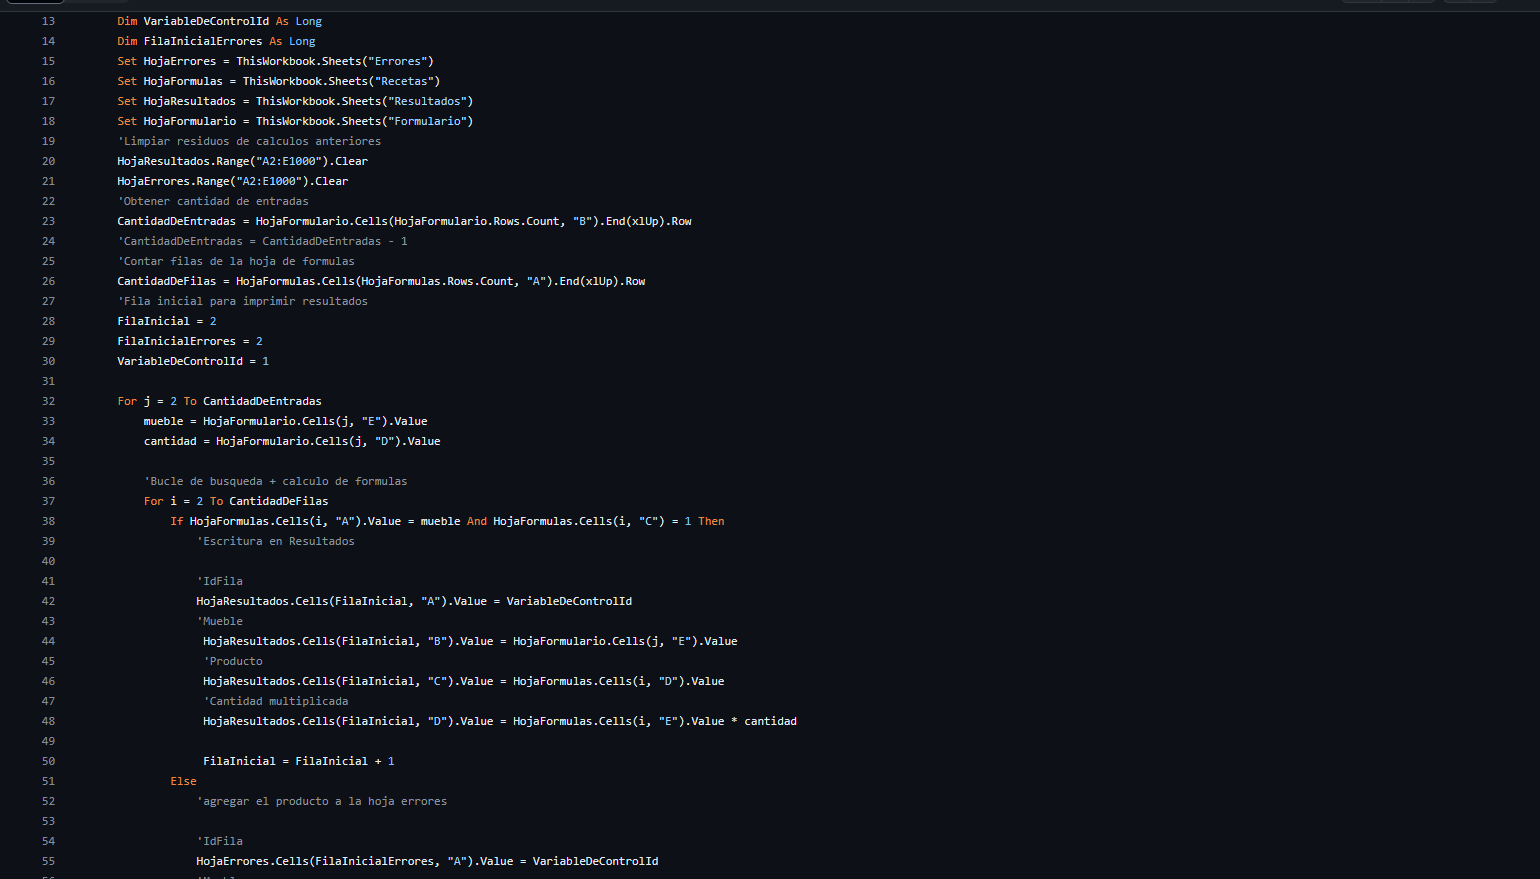 13 Dim VariableDeControlId As Long
14 Dim FilaInicialErrores As Long
15 Set HojaErrores = ThisWorkbook.Sheets("Errores")
16 Set HojaFormulas = ThisWorkbook.Sheets("Recetas")
17 Set HojaResultados = ThisWorkbook.Sheets("Resultados")
18 Set HojaFormulario = ThisWorkbook.Sheets("Formulario")
19 'Limpiar residuos de calculos anteriores
20 HojaResultados.Range("A2:E1000").Clear
21 HojaErrores.Range("A2:E1000").Clear
22 'Obtener cantidad de entradas
23 CantidadDeEntradas = HojaFormulario.Cells(HojaFormulario.Rows.Count, "B").End(xlUp).Row
24 'CantidadDeEntradas = CantidadDeEntradas - 1
25 'Contar filas de la hoja de formulas
26 CantidadDeFilas = HojaFormulas.Cells(HojaFormulas.Rows.Count, "A").End(xlUp).Row
27 'Fila inicial para imprimir resultados
28 FilaInicial = 2
29 FilaInicialErrores = 2
30 VariableDeControlId = 1
31
32 For j = 2 To CantidadDeEntradas
33 mueble = HojaFormulario.Cells(j, "E").Value
34 cantidad = HojaFormulario.Cells(j, "D").Value
35
36 'Bucle de busqueda + calculo de formulas
37 For i = 2 To CantidadDeFilas
38 If HojaFormulas.Cells(i, "A").Value = mueble And HojaFormulas.Cells(i, "C") = 1 Then
39 'Escritura en Resultados
40
41 'IdFila
42 HojaResultados.Cells(FilaInicial, "A").Value = VariableDeControlId
43 'Mueble
44 HojaResultados.Cells(FilaInicial, "B").Value = HojaFormulario.Cells(j, "E").Value
45 'Producto
46 HojaResultados.Cells(FilaInicial, "C").Value = HojaFormulas.Cells(i, "D").Value
47 'Cantidad multiplicada
48 HojaResultados.Cells(FilaInicial, "D").Value = HojaFormulas.Cells(i, "E").Value * cantidad
49
50 FilaInicial = FilaInicial + 1
51 Else
52 'agregar el producto a la hoja errores
53
54 'IdFila
55 HojaErrores.Cells(FilaInicialErrores, "A").Value = VariableDeControlId